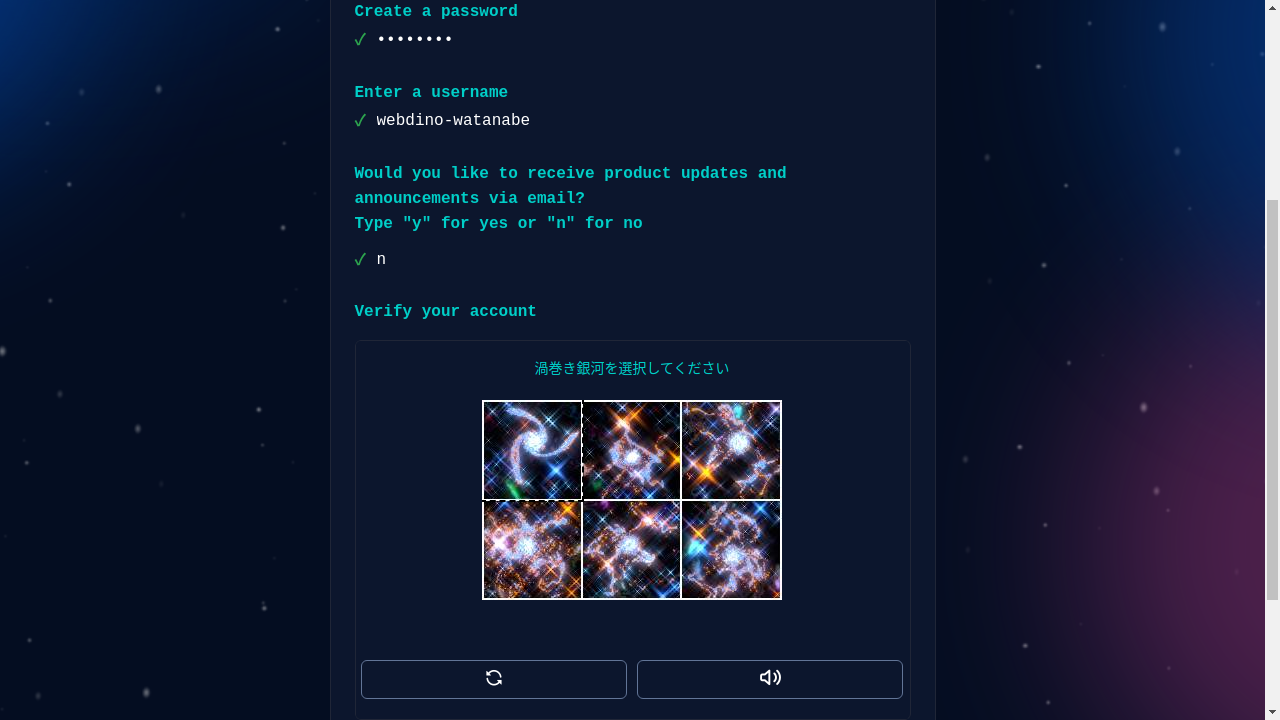 Create a password
✓ ••••••••
Enter a username
✓ webdino-watanabe
Would you like to receive product updates and
announcements via email?
Type "y" for yes or "n" for no
✓ n
Verify your account
渦巻き銀河を選択してください